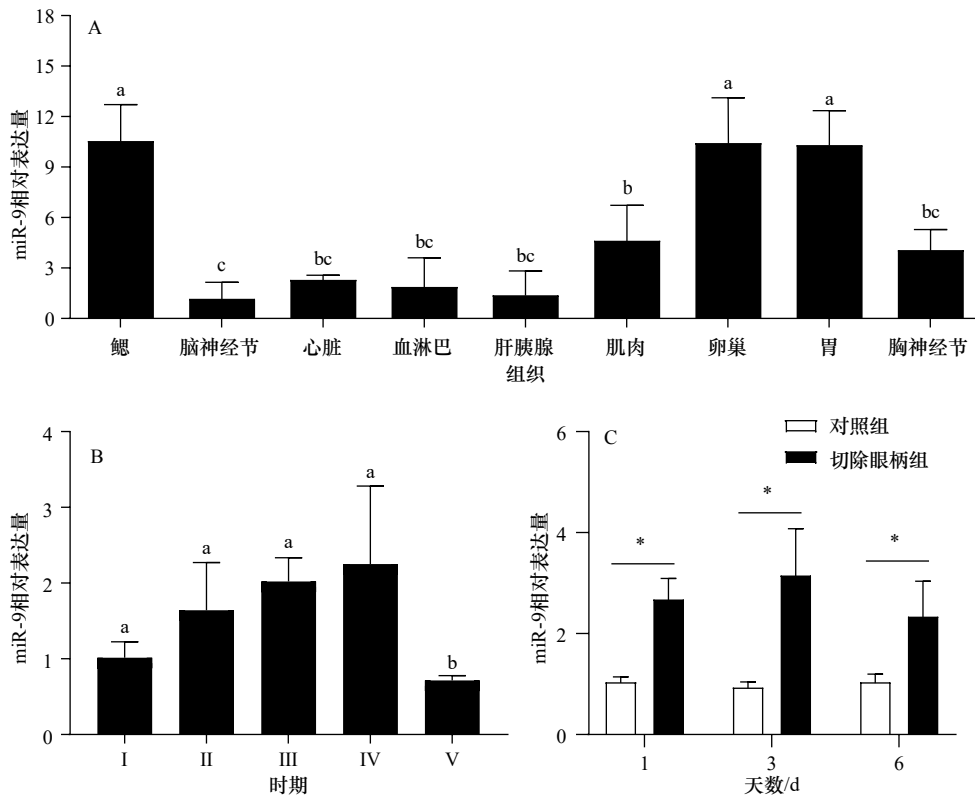 A
miR-9相对表达量
18
15
12
9
6
3
0
a
c
bc
bc
bc
b
a
a
bc
鳃
脑神经节
心脏
血淋巴
肝胰腺
肌肉
卵巢
胃
胸神经节
组织
B
miR-9相对表达量
4
3
2
1
0
a
a
a
a
b
I
II
III
IV
V
时期
C
对照组
切除眼柄组
miR-9相对表达量
6
4
2
0
*
*
*
1
3
6
天数/d